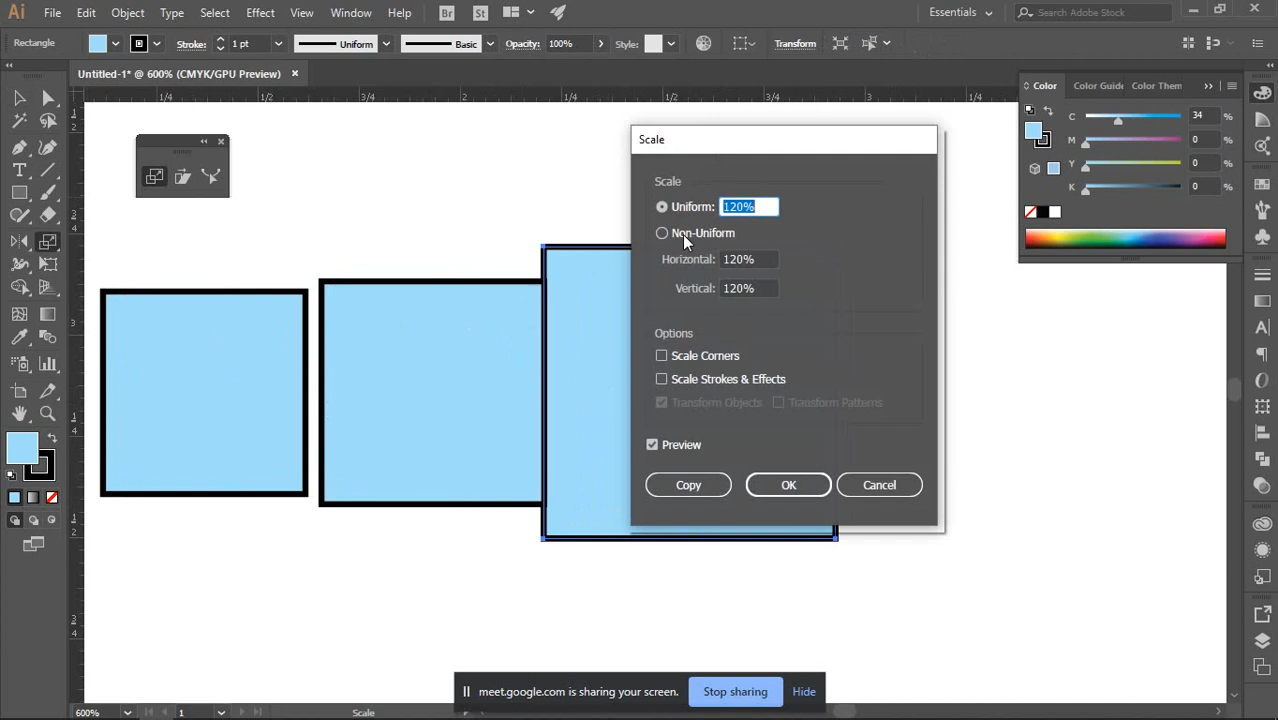 Ai File Edit Object Type Select Effect View Window Help Br St Essentials Search Adobe Stock
Rectangle Stroke: 1 pt Uniform Basic Opacity: 100% Style: Transform
Untitled-1* @ 600% (CMYK/GPU Preview) ×
Color Color Guide Color Them
1/4 1/2 3/4 2 1/4 1/2 3/4 3 1/4
C 34
M 0
Y 0
K 0
Scale
Scale
Uniform: 120%
Non-Uniform
Horizontal: 120%
Vertical: 120%
Options
Scale Corners
Scale Strokes & Effects
Transform Objects Transform Patterns
Preview
Copy OK Cancel
meet.google.com is sharing your screen. Stop sharing Hide
600% 1 Scale